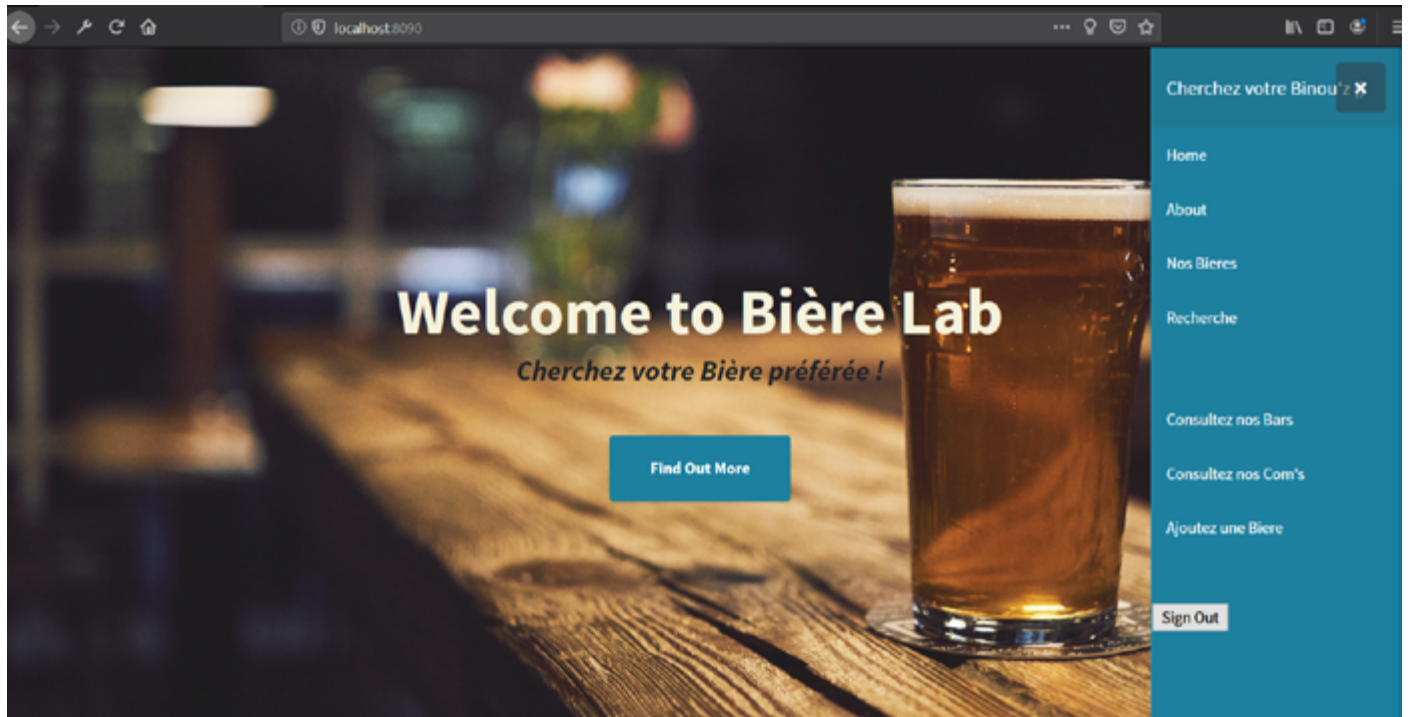 localhost:8090
Cherchez votre Binou'z
Home
About
Nos Bieres
Recherche
Welcome to Bière Lab
Cherchez votre Bière préférée !
Find Out More
Consultez nos Bars
Consultez nos Com's
Ajoutez une Biere
Sign Out